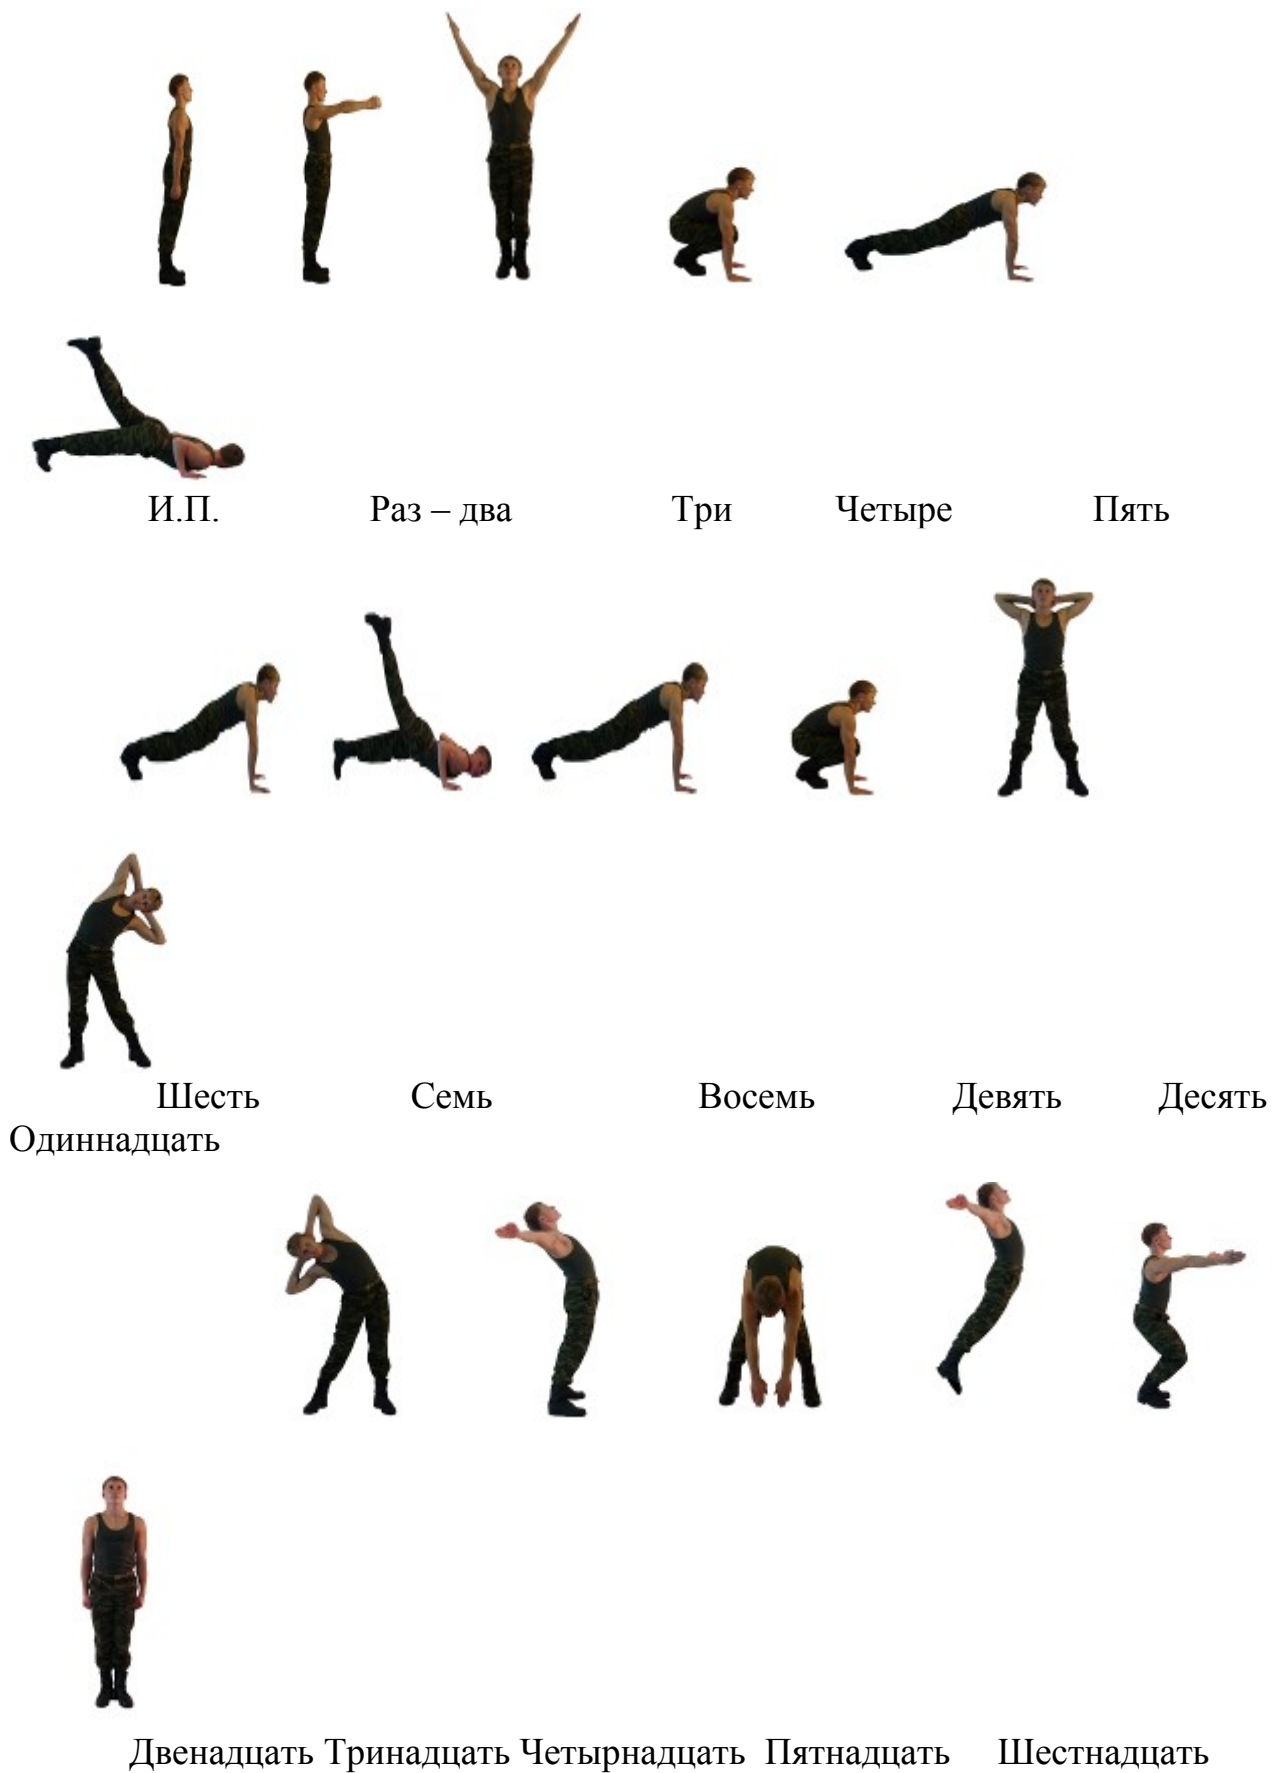 И.П. Раз – два Три Четыре Пять
Шесть Семь Восемь Девять Десять
Одиннадцать
Двенадцать Тринадцать Четырнадцать Пятнадцать Шестнадцать